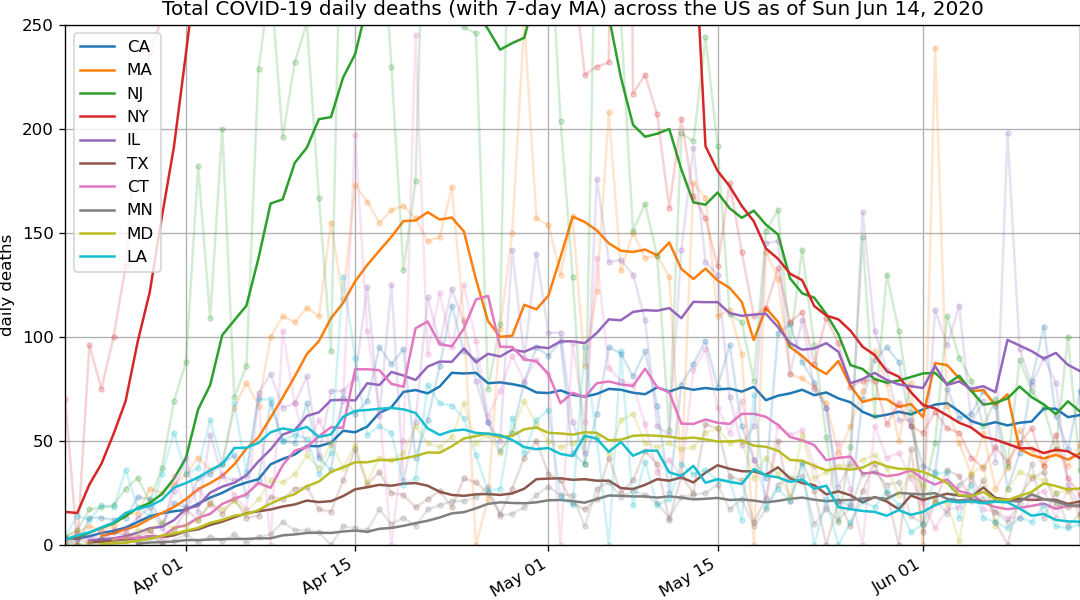 Total COVID-19 daily deaths (with 7-day MA) across the US as of Sun Jun 14, 2020
250
200
150
100
50
0
daily deaths
CA
MA
NJ
NY
IL
TX
CT
MN
MD
LA
Apr 01
Apr 15
May 01
May 15
Jun 01